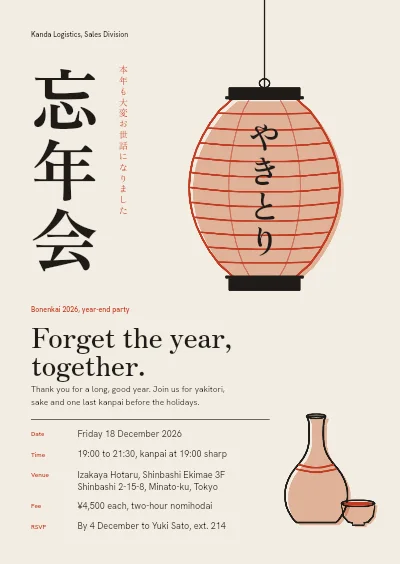 Kanda Logistics, Sales Division
忘年会
本年も大変お世話になりました
やきとり
Bonenkai 2026, year-end party
Forget the year,
together.
Thank you for a long, good year. Join us for yakitori,
sake and one last kanpai before the holidays.
Date Friday 18 December 2026
Time 19:00 to 21:30, kanpai at 19:00 sharp
Venue Izakaya Hotaru, Shinbashi Ekimae 3F
Shinbashi 2-15-8, Minato-ku, Tokyo
Fee ¥4,500 each, two-hour nomihodai
RSVP By 4 December to Yuki Sato, ext. 214